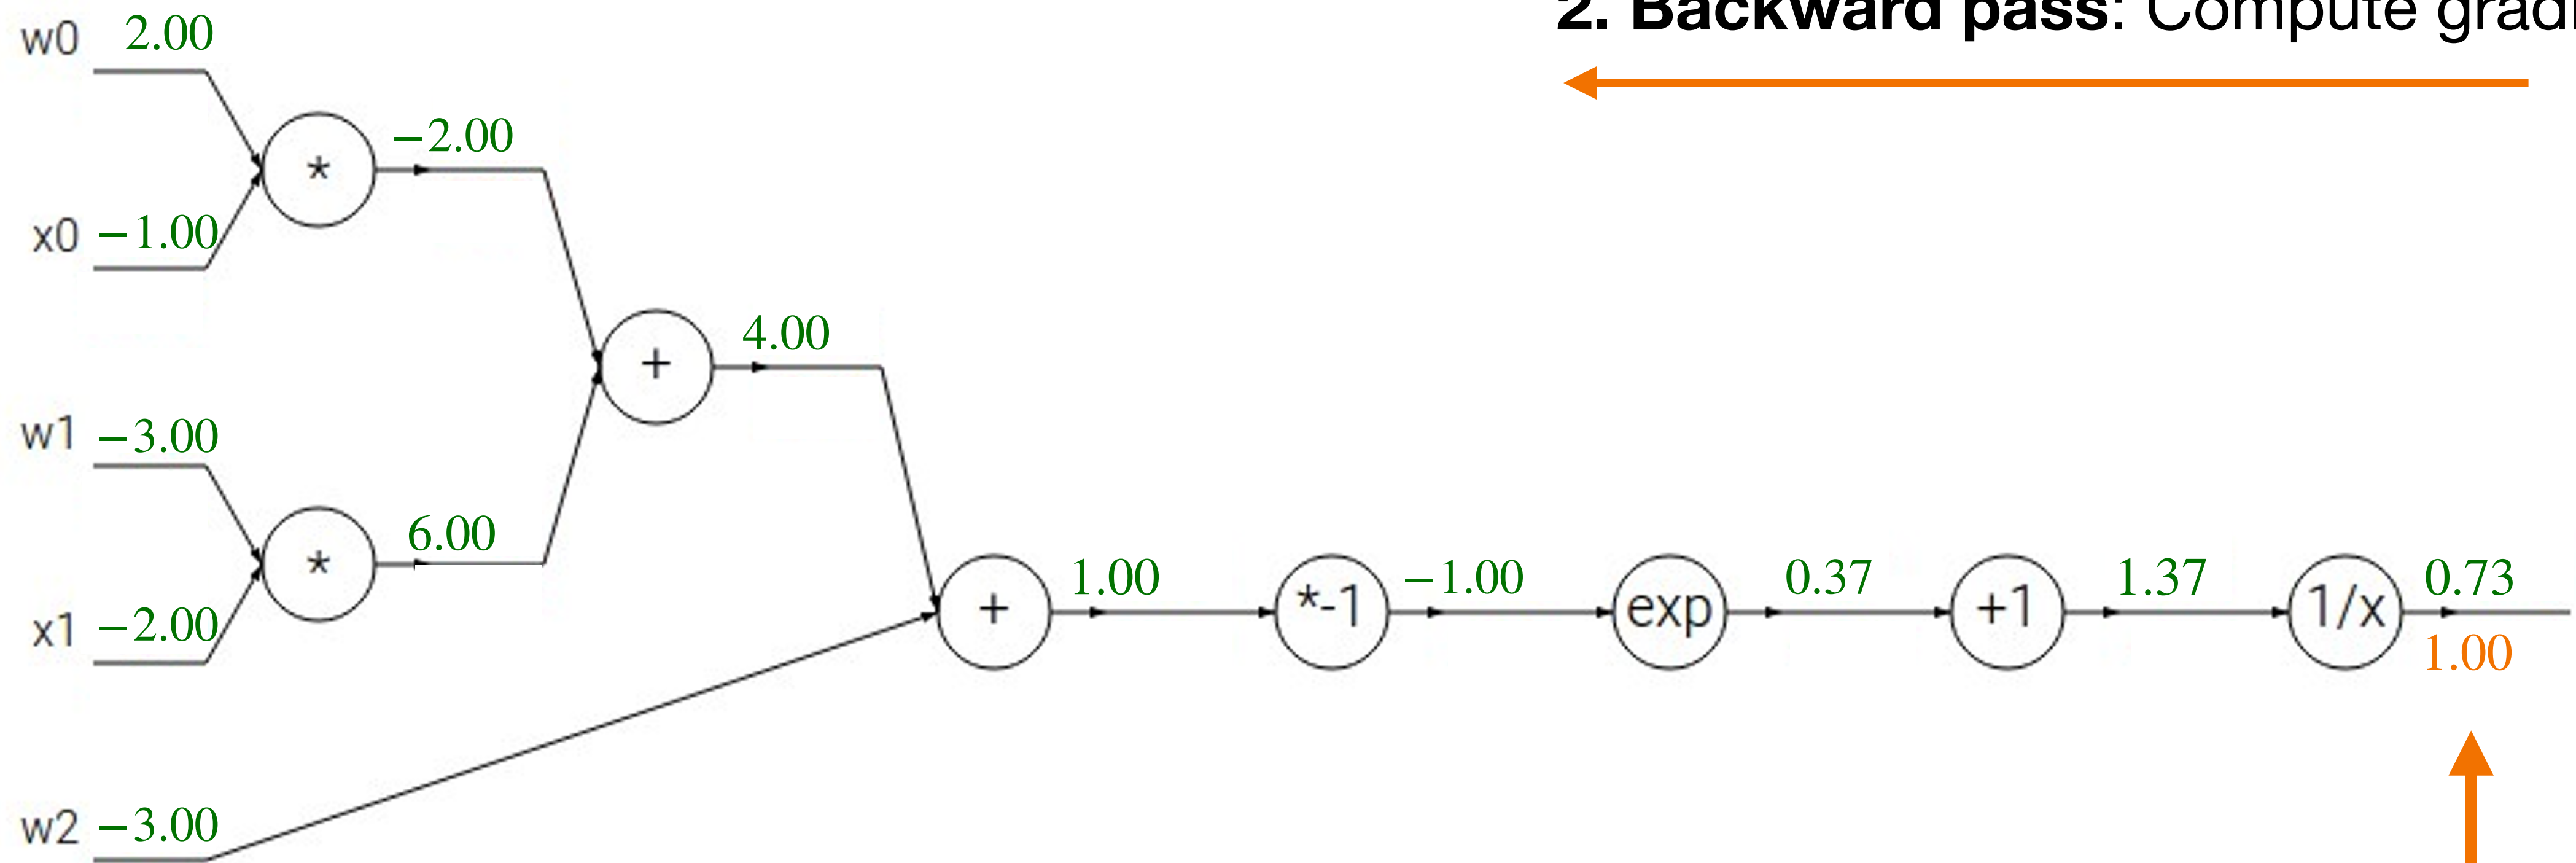 2. Backward pass: Compute gradi
w0 2.00
* −2.00
x0 −1.00
+ 4.00
w1 −3.00
* 6.00
x1 −2.00
+ 1.00 *-1 −1.00 exp 0.37 +1 1.37 1/x 0.73
1.00
w2 −3.00